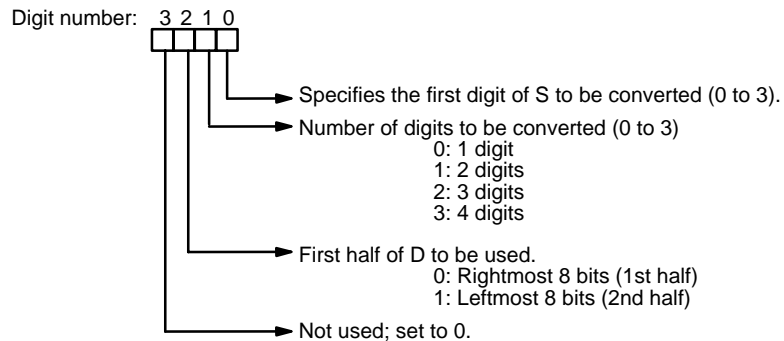 Digit number: 3 2 1 0
Specifies the first digit of S to be converted (0 to 3).
Number of digits to be converted (0 to 3)
0: 1 digit
1: 2 digits
2: 3 digits
3: 4 digits
First half of D to be used.
0: Rightmost 8 bits (1st half)
1: Leftmost 8 bits (2nd half)
Not used; set to 0.